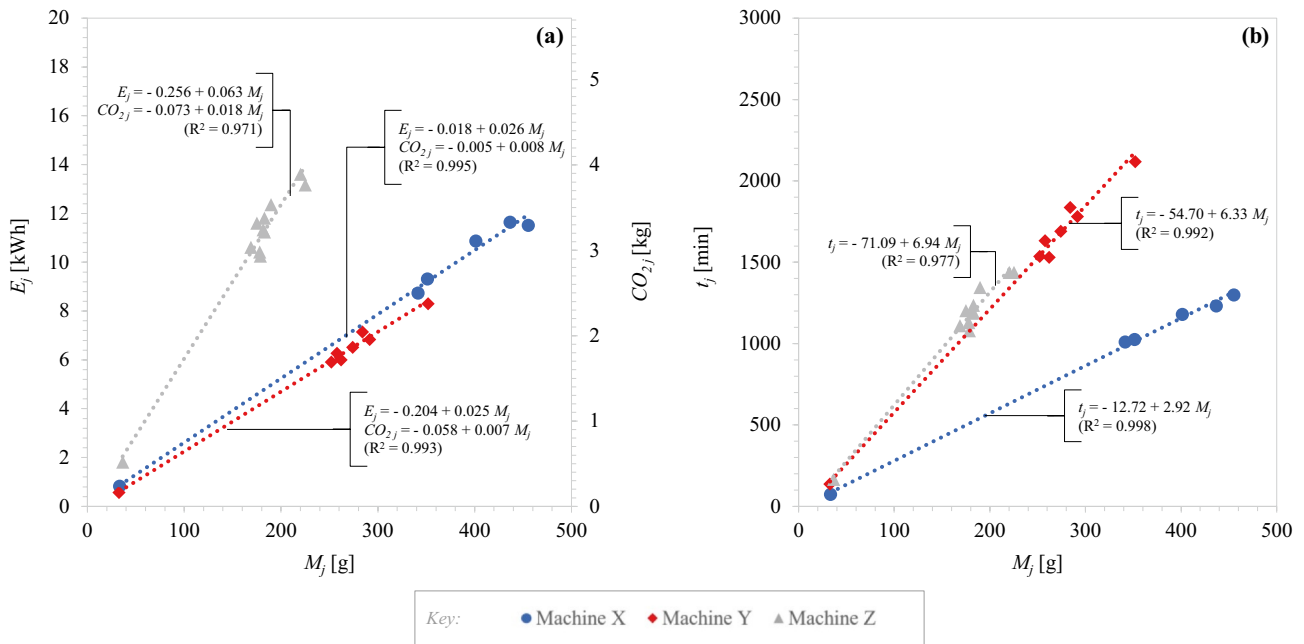 (a)
20
18
16
14
12
10
8
6
4
2
0
E_j [kWh]
E_j = - 0.256 + 0.063 M_j
CO_2 j = - 0.073 + 0.018 M_j
(R² = 0.971)
E_j = - 0.018 + 0.026 M_j
CO_2 j = - 0.005 + 0.008 M_j
(R² = 0.995)
E_j = - 0.204 + 0.025 M_j
CO_2 j = - 0.058 + 0.007 M_j
(R² = 0.993)
5
4
3
2
1
0
CO_2 j [kg]
0 100 200 300 400 500
M_j [g]
(b)
3000
2500
2000
1500
1000
500
0
t_j [min]
t_j = - 71.09 + 6.94 M_j
(R² = 0.977)
t_j = - 54.70 + 6.33 M_j
(R² = 0.992)
t_j = - 12.72 + 2.92 M_j
(R² = 0.998)
0 100 200 300 400 500
M_j [g]
Key: Machine X Machine Y Machine Z